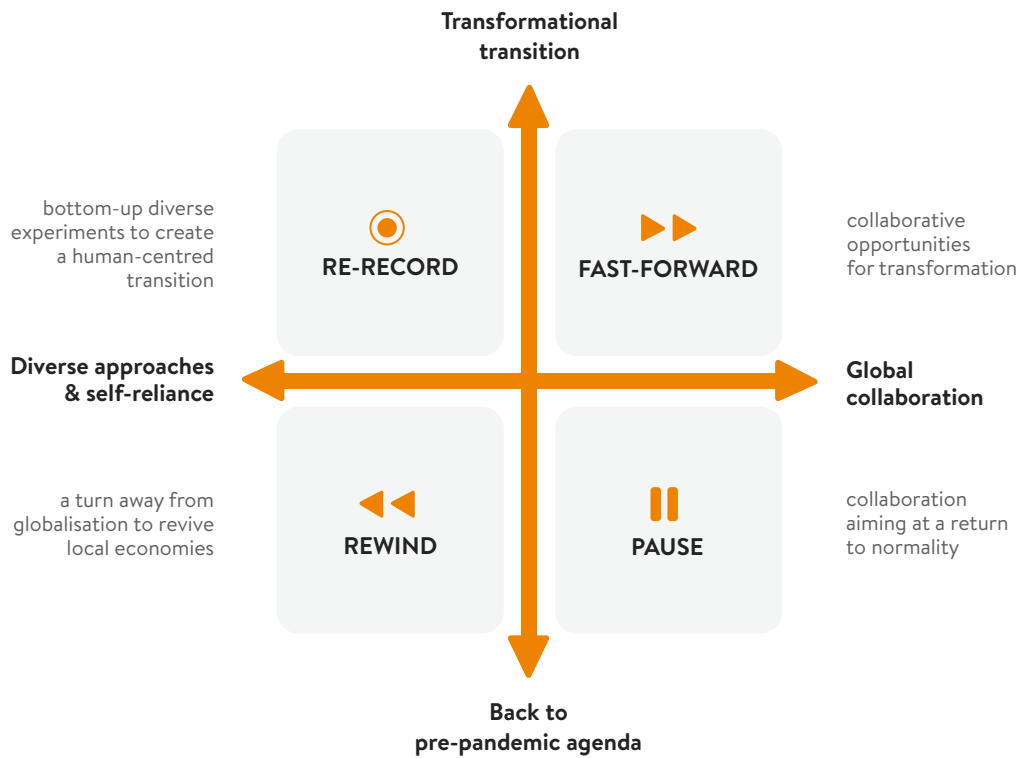 Transformational
transition
bottom-up diverse
experiments to create
a human-centred
transition
RE-RECORD
FAST-FORWARD
collaborative
opportunities
for transformation
Diverse approaches
& self-reliance
Global
collaboration
a turn away from
globalisation to revive
local economies
REWIND
PAUSE
collaboration
aiming at a return
to normality
Back to
pre-pandemic agenda